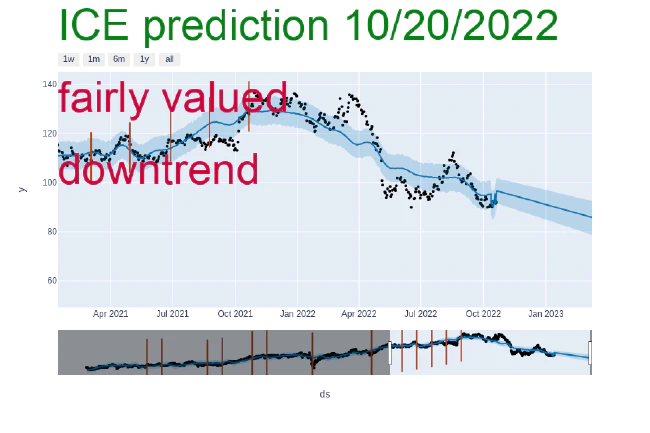 ICE prediction 10/20/2022
1w 1m 6m 1y all
fairly valued
downtrend
140
120
100
80
60
y
Apr 2021 Jul 2021 Oct 2021 Jan 2022 Apr 2022 Jul 2022 Oct 2022 Jan 2023
ds